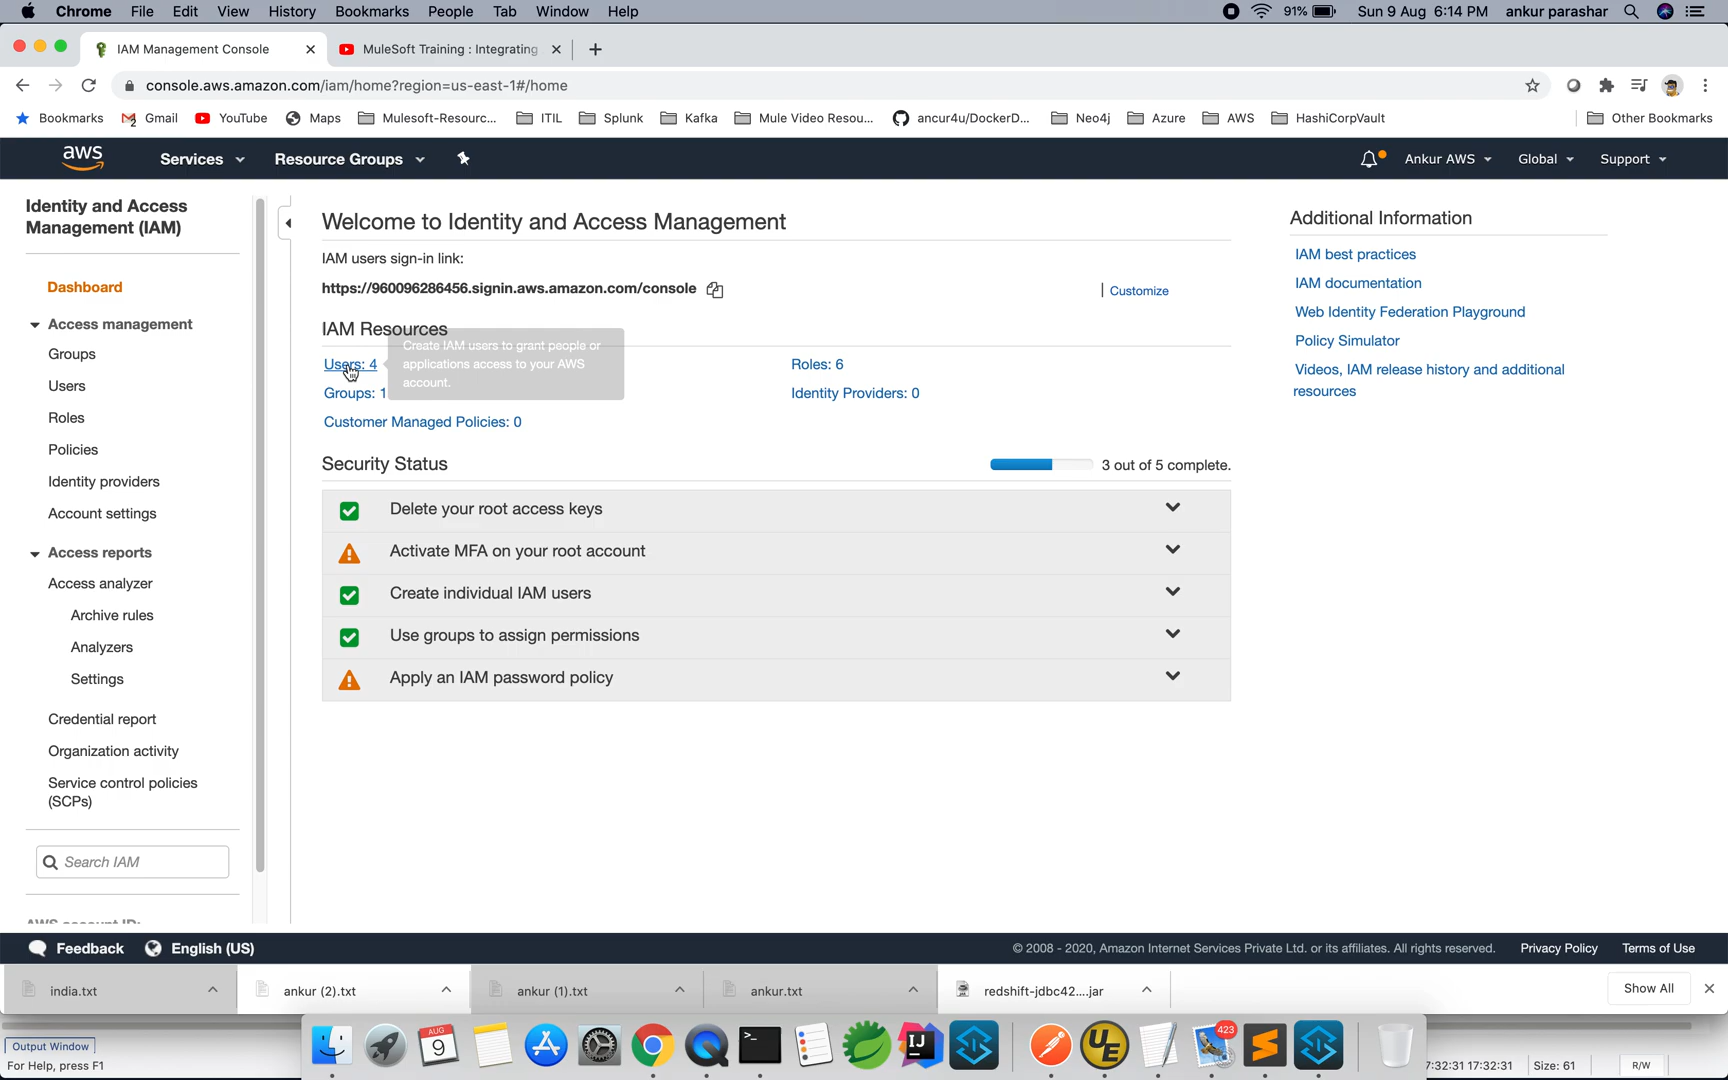 Chrome File Edit View History Bookmarks People Tab Window Help 91% Sun 9 Aug 6:14 PM ankur parashar
IAM Management Console MuleSoft Training : Integrating
console.aws.amazon.com/iam/home?region=us-east-1#/home
Bookmarks Gmail YouTube Maps Mulesoft-Resourc... ITIL Splunk Kafka Mule Video Resou... ancur4u/DockerD... Neo4j Azure AWS HashiCorpVault Other Bookmarks
aws Services Resource Groups Ankur AWS Global Support
Identity and Access
Management (IAM)
Dashboard
Access management
Groups
Users
Roles
Policies
Identity providers
Account settings
Access reports
Access analyzer
Archive rules
Analyzers
Settings
Credential report
Organization activity
Service control policies
(SCPs)
Search IAM
AWS account ID:
Welcome to Identity and Access Management
IAM users sign-in link:
https://960096286456.signin.aws.amazon.com/console
Customize
IAM Resources
Users: 4
Create IAM users to grant people or
applications access to your AWS
account.
Roles: 6
Groups: 1
Identity Providers: 0
Customer Managed Policies: 0
Security Status
3 out of 5 complete.
Delete your root access keys
Activate MFA on your root account
Create individual IAM users
Use groups to assign permissions
Apply an IAM password policy
Additional Information
IAM best practices
IAM documentation
Web Identity Federation Playground
Policy Simulator
Videos, IAM release history and additional
resources
Feedback English (US) © 2008 - 2020, Amazon Internet Services Private Ltd. or its affiliates. All rights reserved. Privacy Policy Terms of Use
india.txt ankur (2).txt ankur (1).txt ankur.txt redshift-jdbc42....jar Show All
AUG
9
IJ
UE
423
Output Window
For Help, press F1
7:32:31 17:32:31 Size: 61 R/W